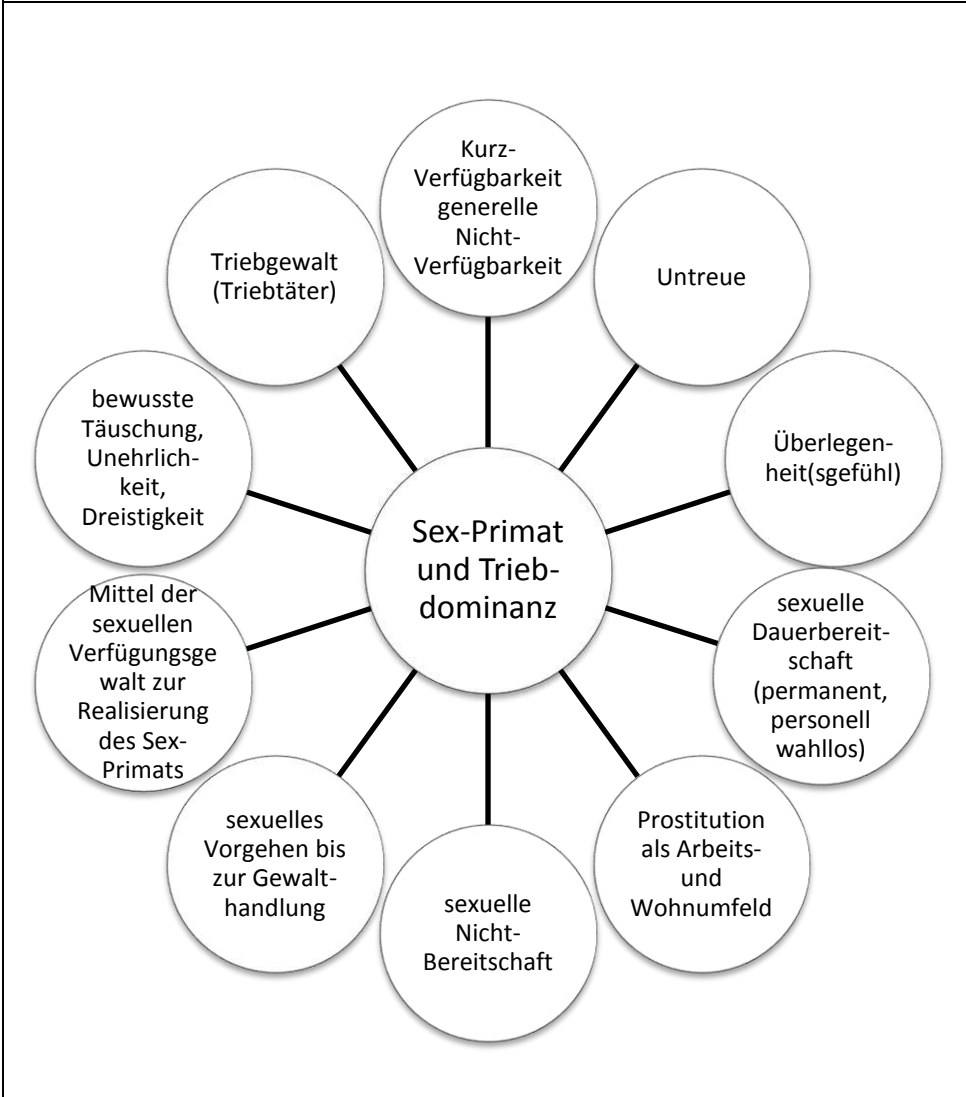 Kurz-
Verfügbarkeit
generelle
Nicht-
Verfügbarkeit
Untreue
Überlegen-
heit(sgefühl)
sexuelle
Dauerbereit-
schaft
(permanent,
personell
wahllos)
Prostitution
als Arbeits-
und
Wohnumfeld
sexuelle
Nicht-
Bereitschaft
sexuelles
Vorgehen bis
zur Gewalt-
handlung
Mittel der
sexuellen
Verfügungsge
walt zur
Realisierung
des Sex-
Primats
bewusste
Täuschung,
Unehrlich-
keit,
Dreistigkeit
Triebgewalt
(Triebtäter)
Sex-Primat
und Trieb-
dominanz